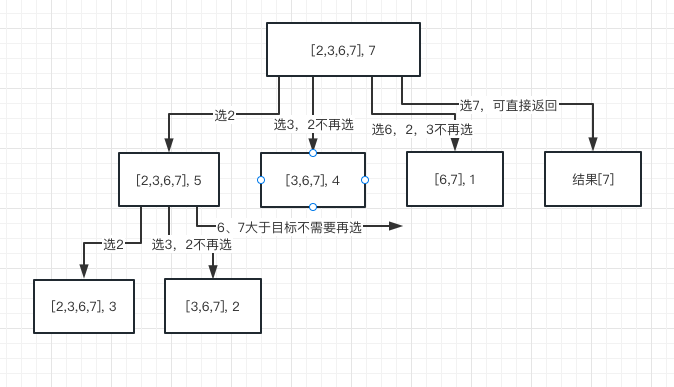 [2,3,6,7], 7
选2
选3，2不再选
选6，2，3不再选
选7，可直接返回
[2,3,6,7], 5
[3,6,7], 4
[6,7], 1
结果[7]
6、7大于目标不需要再选
选2
选3，2不再选
[2,3,6,7], 3
[3,6,7], 2